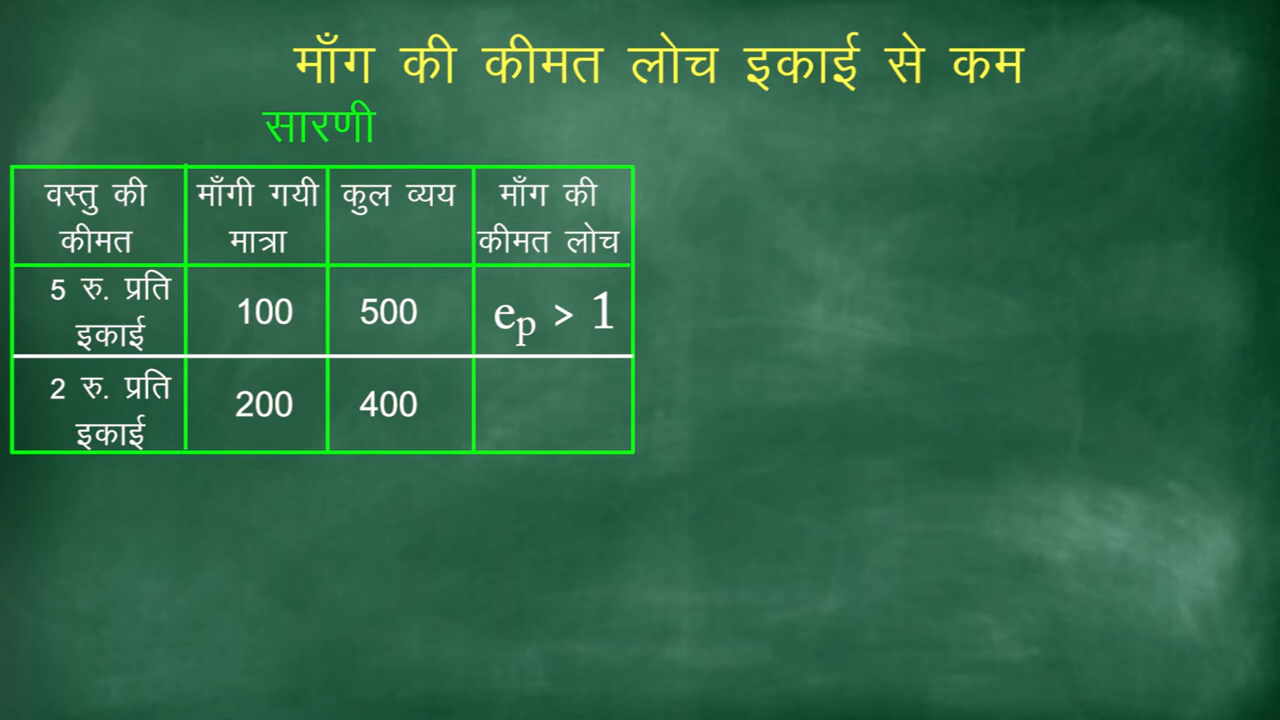 माँग की कीमत लोच इकाई से कम
सारणी
वस्तु की कीमत माँगी गयी मात्रा कुल व्यय माँग की कीमत लोच
5 रु. प्रति इकाई 100 500 ep > 1
2 रु. प्रति इकाई 200 400